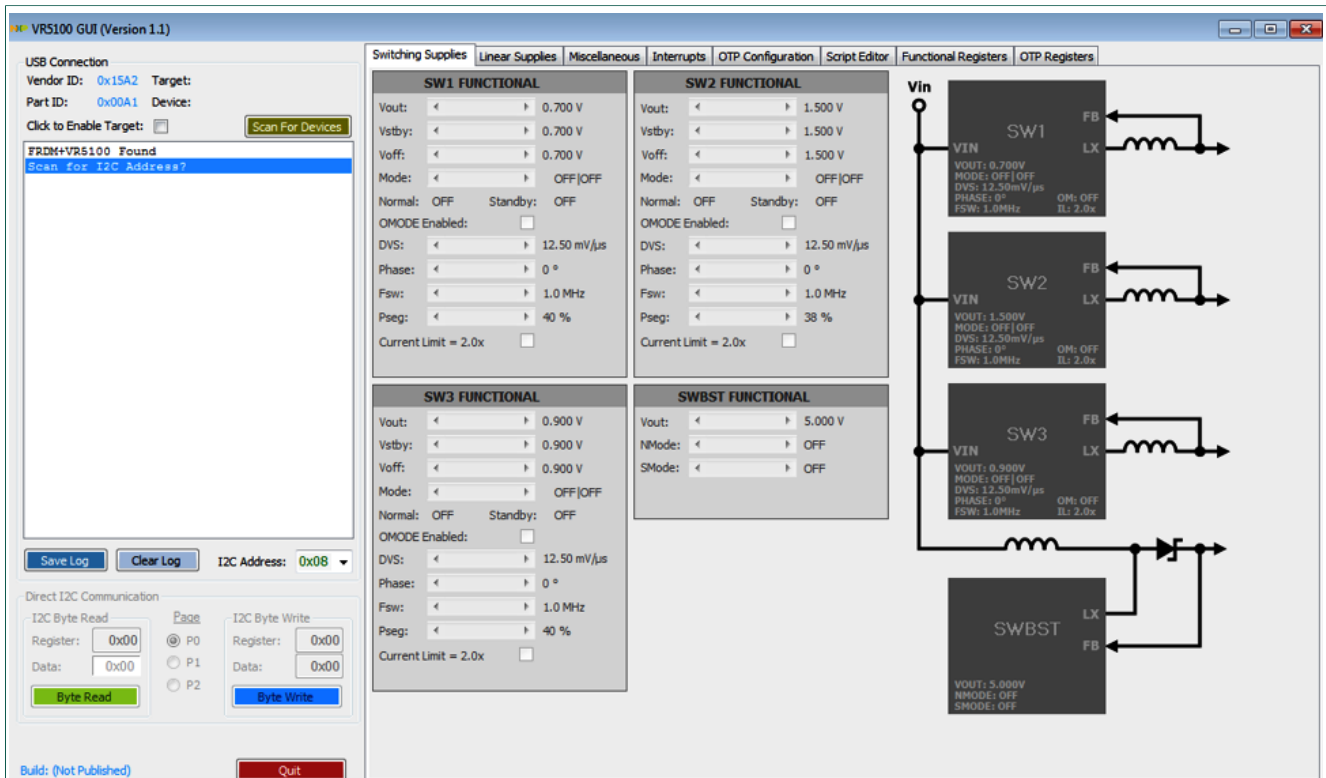 VR5100 GUI (Version 1.1)
USB Connection
Vendor ID: 0x15A2 Target:
Part ID: 0x00A1 Device:
Click to Enable Target:
Scan For Devices
FRDM+VR5100 Found
Scan for I2C Address?
Save Log Clear Log I2C Address: 0x08
Direct I2C Communication
I2C Byte Read Page I2C Byte Write
Register: 0x00 P0 Register: 0x00
Data: 0x00 P1 Data: 0x00
P2
Byte Read Byte Write
Build: (Not Published) Quit
Switching Supplies Linear Supplies Miscellaneous Interrupts OTP Configuration Script Editor Functional Registers OTP Registers
SW1 FUNCTIONAL
Vout: 0.700 V
Vstby: 0.700 V
Voff: 0.700 V
Mode: OFF|OFF
Normal: OFF Standby: OFF
OMODE Enabled:
DVS: 12.50 mV/µs
Phase: 0 °
Fsw: 1.0 MHz
Pseg: 40 %
Current Limit = 2.0x
SW2 FUNCTIONAL
Vout: 1.500 V
Vstby: 1.500 V
Voff: 1.500 V
Mode: OFF|OFF
Normal: OFF Standby: OFF
OMODE Enabled:
DVS: 12.50 mV/µs
Phase: 0 °
Fsw: 1.0 MHz
Pseg: 38 %
Current Limit = 2.0x
SW3 FUNCTIONAL
Vout: 0.900 V
Vstby: 0.900 V
Voff: 0.900 V
Mode: OFF|OFF
Normal: OFF Standby: OFF
OMODE Enabled:
DVS: 12.50 mV/µs
Phase: 0 °
Fsw: 1.0 MHz
Pseg: 40 %
Current Limit = 2.0x
SWBST FUNCTIONAL
Vout: 5.000 V
NMode: OFF
SMode: OFF
Vin
FB
SW1
VIN LX
VOUT: 0.700V
MODE: OFF|OFF
DVS: 12.50mV/µs
PHASE: 0° OM: OFF
FSW: 1.0MHz IL: 2.0x
FB
SW2
VIN LX
VOUT: 1.500V
MODE: OFF|OFF
DVS: 12.50mV/µs
PHASE: 0° OM: OFF
FSW: 1.0MHz IL: 2.0x
FB
SW3
VIN LX
VOUT: 0.900V
MODE: OFF|OFF
DVS: 12.50mV/µs
PHASE: 0° OM: OFF
FSW: 1.0MHz IL: 2.0x
LX
SWBST
FB
VOUT: 5.000V
NMODE: OFF
SMODE: OFF